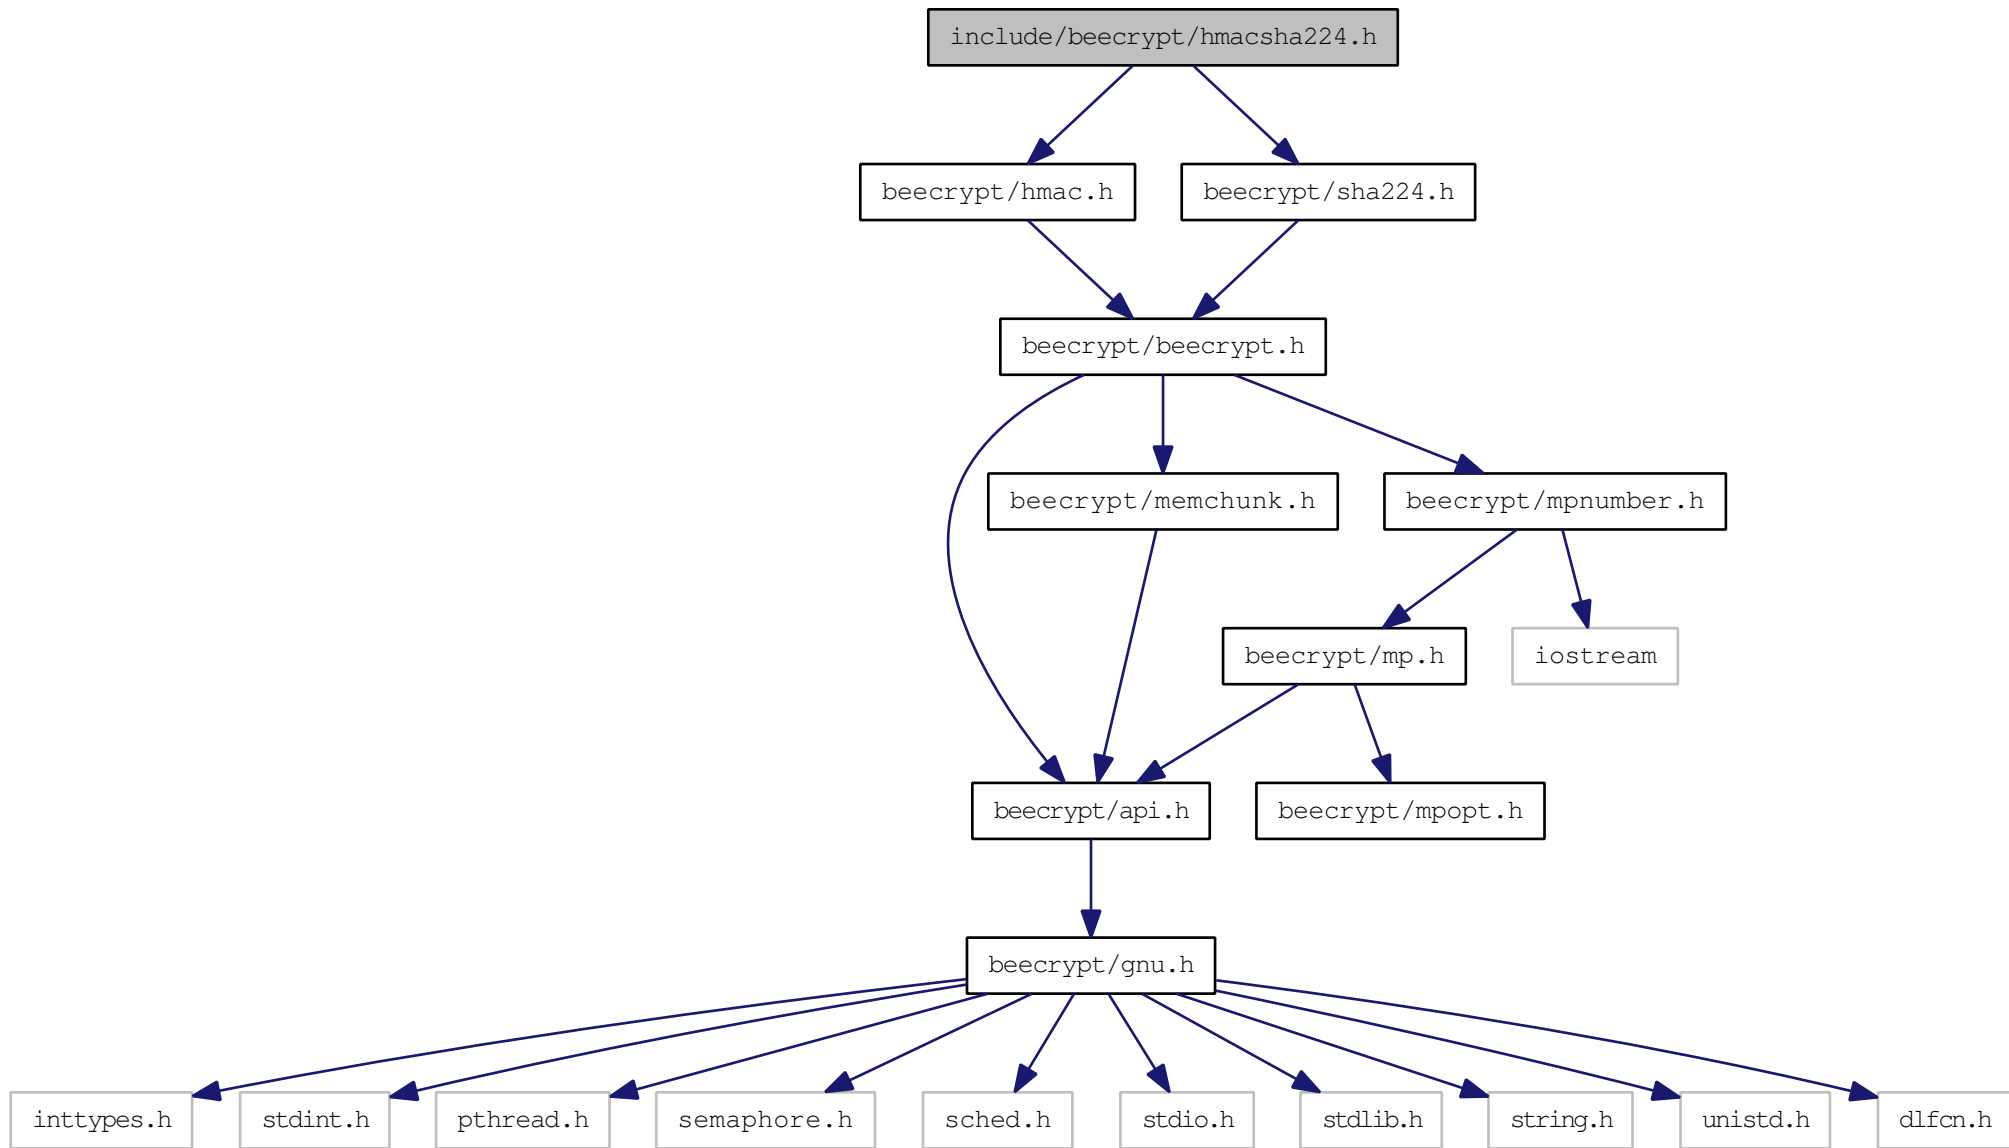 include/beecrypt/hmacsha224.h
beecrypt/hmac.h
beecrypt/sha224.h
beecrypt/beecrypt.h
beecrypt/memchunk.h
beecrypt/mpnumber.h
beecrypt/mp.h
iostream
beecrypt/api.h
beecrypt/mpopt.h
beecrypt/gnu.h
inttypes.h
stdint.h
pthread.h
semaphore.h
sched.h
stdio.h
stdlib.h
string.h
unistd.h
dlfcn.h